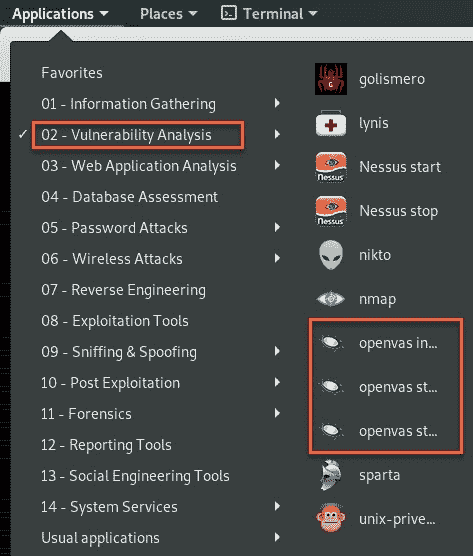 Applications Places Terminal
Favorites
01 - Information Gathering
02 - Vulnerability Analysis
03 - Web Application Analysis
04 - Database Assessment
05 - Password Attacks
06 - Wireless Attacks
07 - Reverse Engineering
08 - Exploitation Tools
09 - Sniffing & Spoofing
10 - Post Exploitation
11 - Forensics
12 - Reporting Tools
13 - Social Engineering Tools
14 - System Services
Usual applications
golismero
lynis
Nessus
Nessus start
Nessus
Nessus stop
nikto
nmap
openvas in...
openvas st...
openvas st...
sparta
unix-prive...